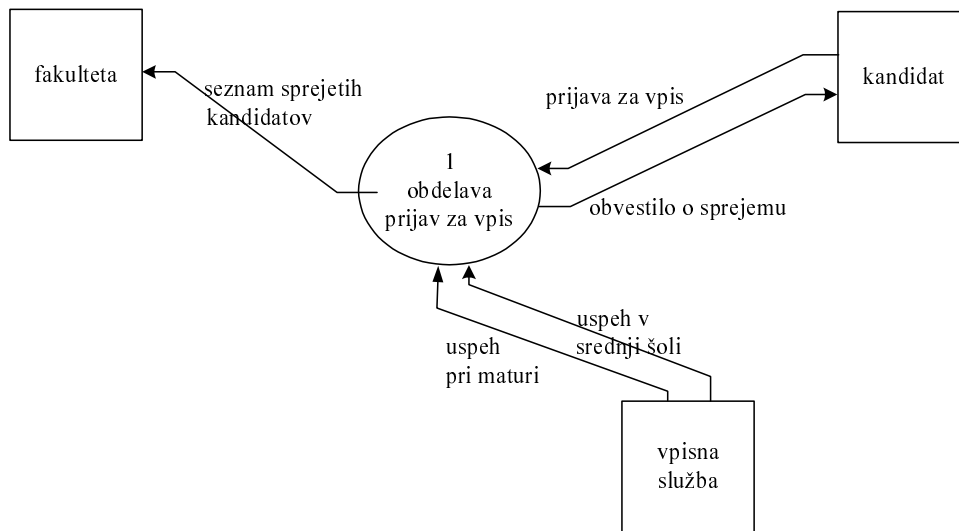 fakulteta
seznam sprejetih
kandidatov
prijava za vpis
kandidat
1
obdelava
prijav za vpis
obvestilo o sprejemu
uspeh v
srednji šoli
uspeh
pri maturi
vpisna
služba